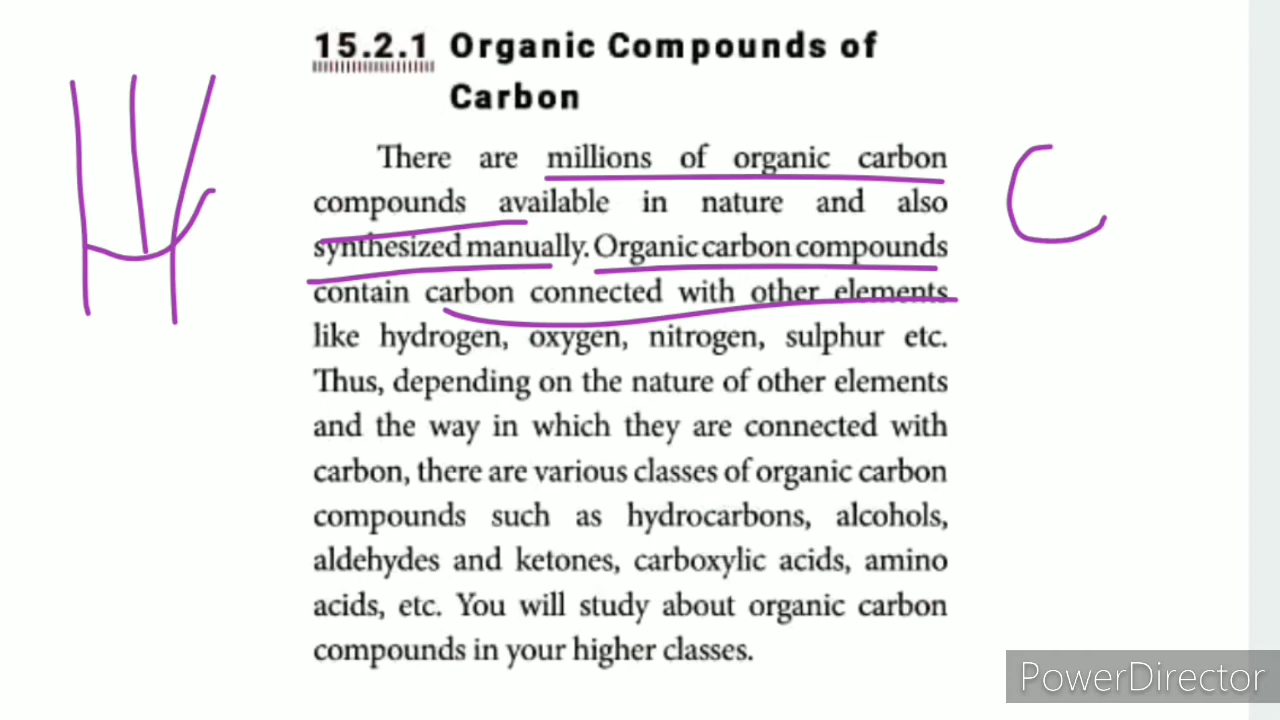 15.2.1 Organic Compounds of
Carbon
There are millions of organic carbon
compounds available in nature and also
synthesized manually. Organic carbon compounds
contain carbon connected with other elements
like hydrogen, oxygen, nitrogen, sulphur etc.
Thus, depending on the nature of other elements
and the way in which they are connected with
carbon, there are various classes of organic carbon
compounds such as hydrocarbons, alcohols,
aldehydes and ketones, carboxylic acids, amino
acids, etc. You will study about organic carbon
compounds in your higher classes.
C
PowerDirector